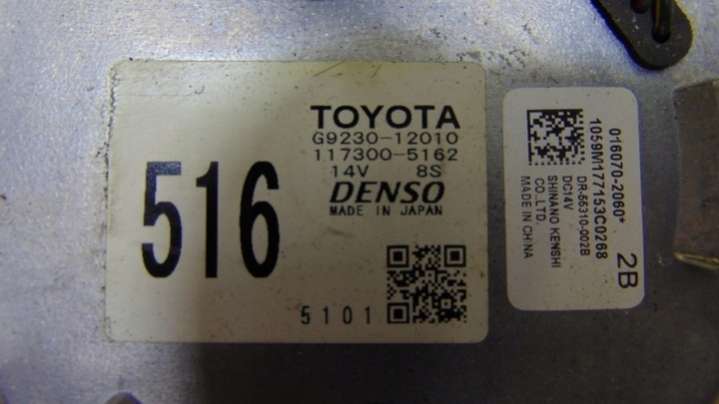 516
TOYOTA
G9230-12010
117300-5162
14V 8S
DENSO
MADE IN JAPAN
5101
016070-2060*
1059M177153C0268
DR-55310-002B
DC14V
SHINANO KENSHI
CO.,LTD.
MADE IN CHINA
2B